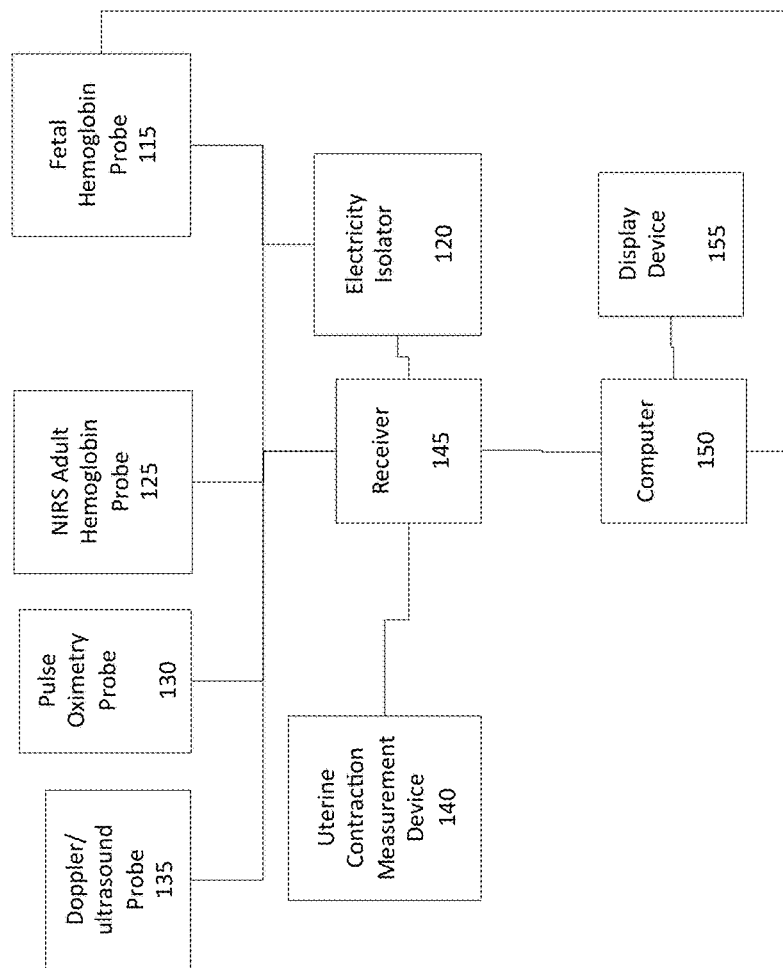 Doppler/
ultrasound
Probe
135
Pulse
Oximetry
Probe
130
NIRS Adult
Hemoglobin
Probe
125
Fetal
Hemoglobin
Probe
115
Uterine
Contraction
Measurement
Device
140
Receiver
145
Electricity
Isolator
120
Computer
150
Display
Device
155